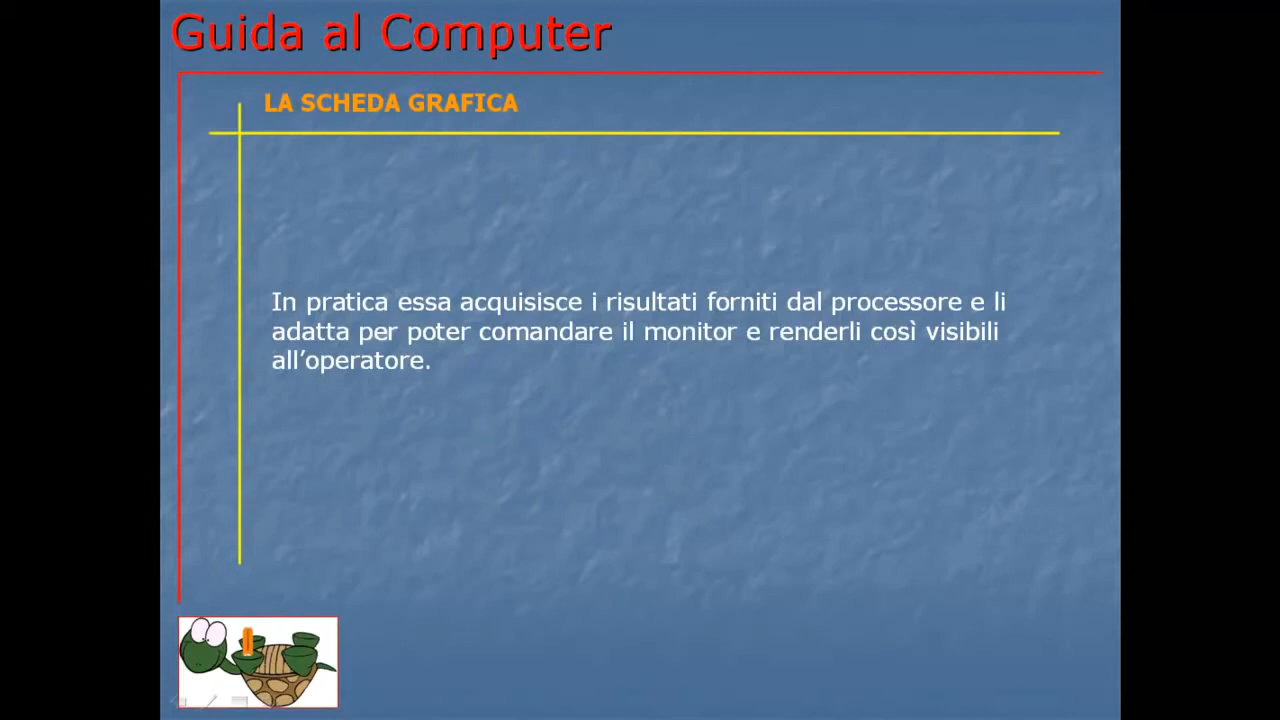 Guida al Computer
LA SCHEDA GRAFICA
In pratica essa acquisisce i risultati forniti dal processore e li
adatta per poter comandare il monitor e renderli così visibili
all’operatore.